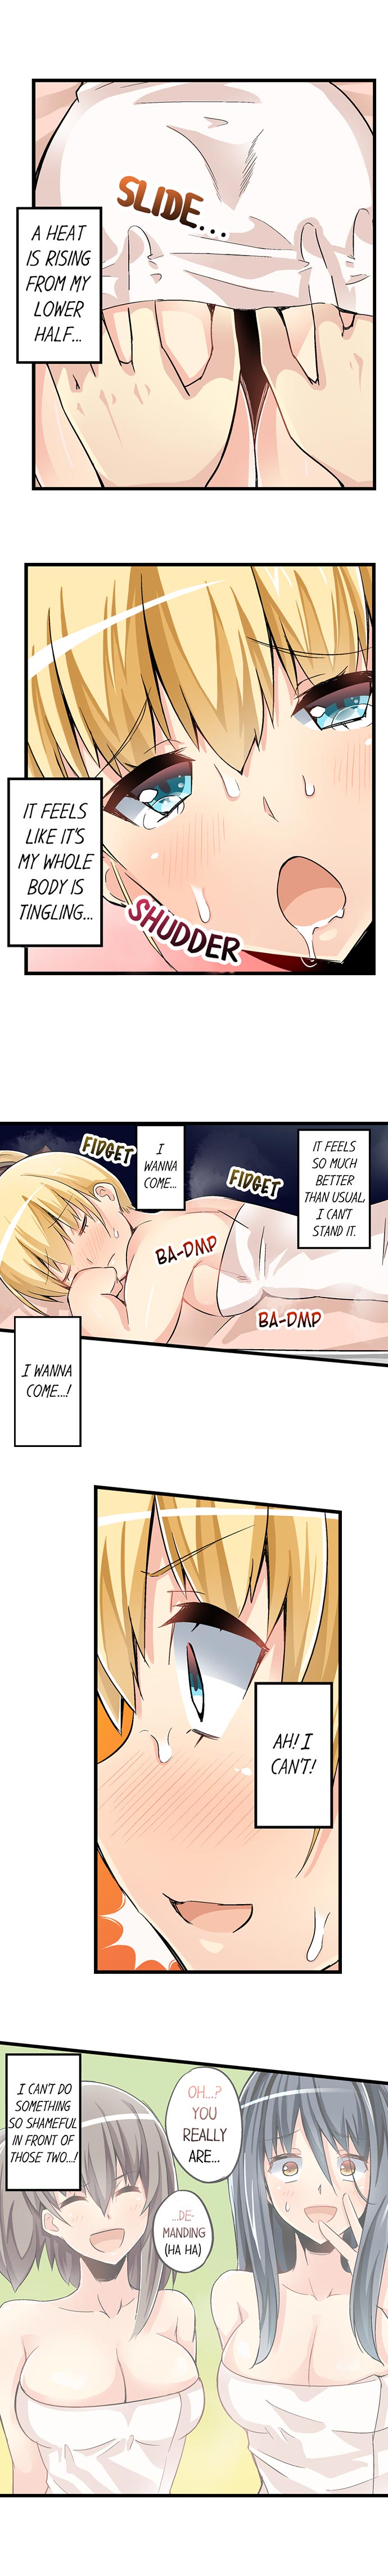 SLIDE...
A HEAT
IS RISING
FROM MY
LOWER
HALF...
IT FEELS
LIKE IT'S
MY WHOLE
BODY IS
TINGLING...
SHUDDER
FIDGET
I
WANNA
COME...
FIDGET
IT FEELS
SO MUCH
BETTER
THAN USUAL,
I CAN'T
STAND IT.
BA-DMP
BA-DMP
I WANNA
COME...!
AH! I
CAN'T!
I CAN'T DO
SOMETHING
SO SHAMEFUL
IN FRONT OF
THOSE TWO...!
OH...?
YOU
REALLY
ARE...
...DE-
MANDING
(HA HA)